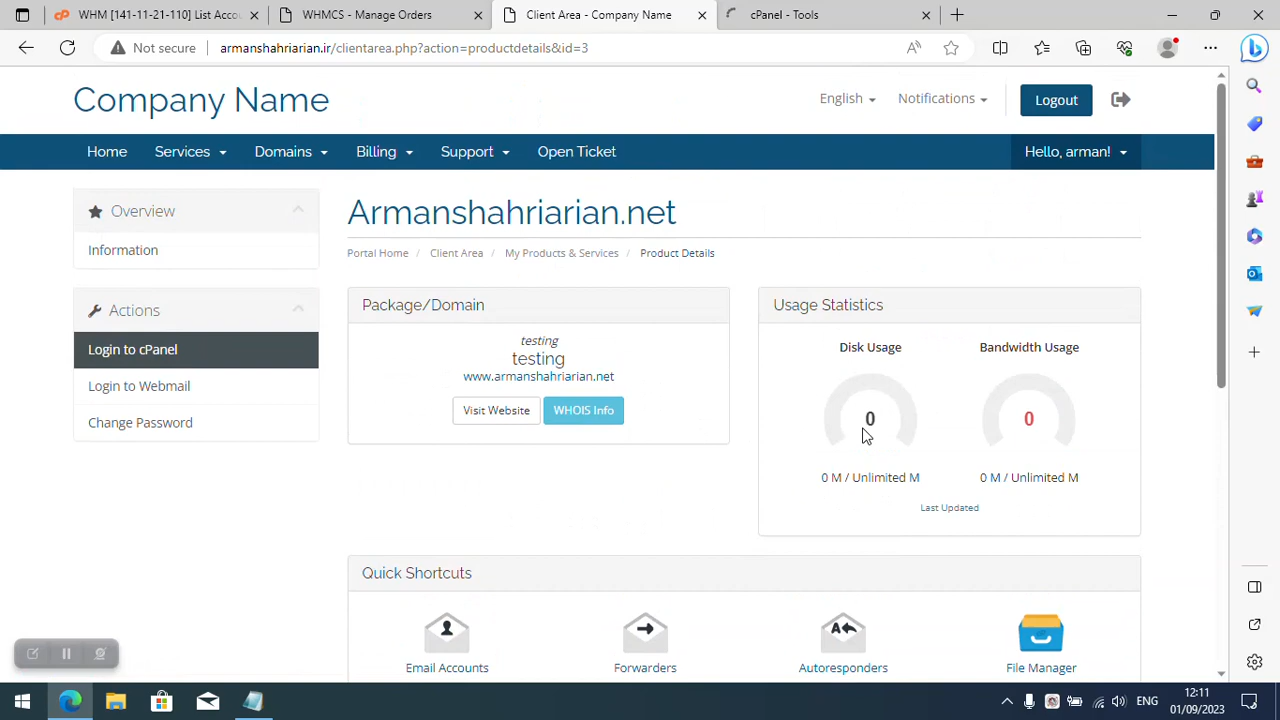 WHM [141-11-21-110] List Accou
WHMCS - Manage Orders
Client Area - Company Name
cPanel - Tools
Not secure
armanshahriarian.ir/clientarea.php?action=productdetails&id=3
Company Name
English
Notifications
Logout
Home
Services
Domains
Billing
Support
Open Ticket
Hello, arman!
Overview
Information
Actions
Login to cPanel
Login to Webmail
Change Password
Armanshahriarian.net
Portal Home / Client Area / My Products & Services / Product Details
Package/Domain
testing
testing
www.armanshahriarian.net
Visit Website
WHOIS Info
Usage Statistics
Disk Usage
Bandwidth Usage
0
0
0 M / Unlimited M
0 M / Unlimited M
Last Updated
Quick Shortcuts
Email Accounts
Forwarders
Autoresponders
File Manager
ENG
12:11
01/09/2023